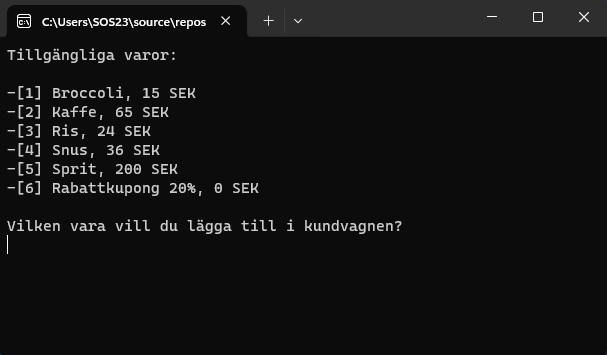 C:\Users\SOS23\source\repos
Tillgängliga varor:
-[1] Broccoli, 15 SEK
-[2] Kaffe, 65 SEK
-[3] Ris, 24 SEK
-[4] Snus, 36 SEK
-[5] Sprit, 200 SEK
-[6] Rabattkupong 20%, 0 SEK
Vilken vara vill du lägga till i kundvagnen?